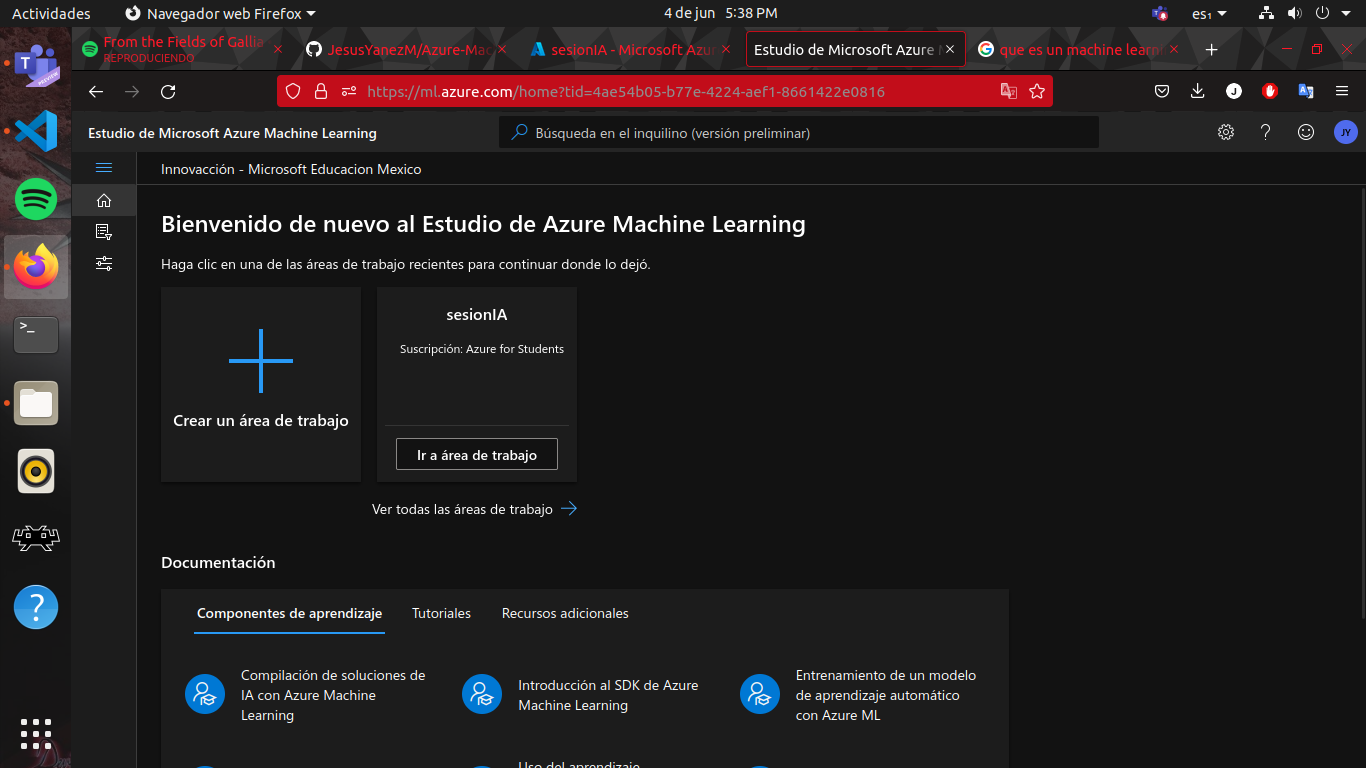 Actividades
Navegador web Firefox
4 de jun 5:38 PM
es₁
From the Fields of Gallia
REPRODUCIENDO
JesusYanezM/Azure-Mac
sesionIA - Microsoft Azur
Estudio de Microsoft Azure
que es un machine learni
https://ml.azure.com/home?tid=4ae54b05-b77e-4224-aef1-8661422e0816
J
Estudio de Microsoft Azure Machine Learning
Búsqueda en el inquilino (versión preliminar)
JY
Innovacción - Microsoft Educacion Mexico
Bienvenido de nuevo al Estudio de Azure Machine Learning
Haga clic en una de las áreas de trabajo recientes para continuar donde lo dejó.
Crear un área de trabajo
sesionIA
Suscripción: Azure for Students
Ir a área de trabajo
Ver todas las áreas de trabajo
Documentación
Componentes de aprendizaje
Tutoriales
Recursos adicionales
Compilación de soluciones de
IA con Azure Machine
Learning
Introducción al SDK de Azure
Machine Learning
Entrenamiento de un modelo
de aprendizaje automático
con Azure ML
Uso del aprendizaje
PREVIEW